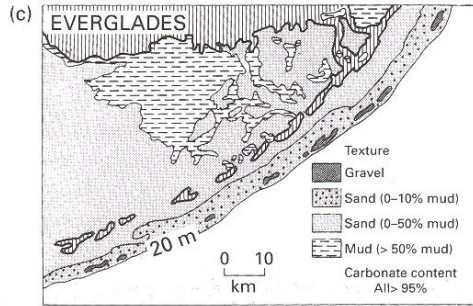 (c)
EVERGLADES
Texture
Gravel
Sand (0–10% mud)
Sand (0–50% mud)
Mud (> 50% mud)
Carbonate content
All> 95%
20 m
0 10
km